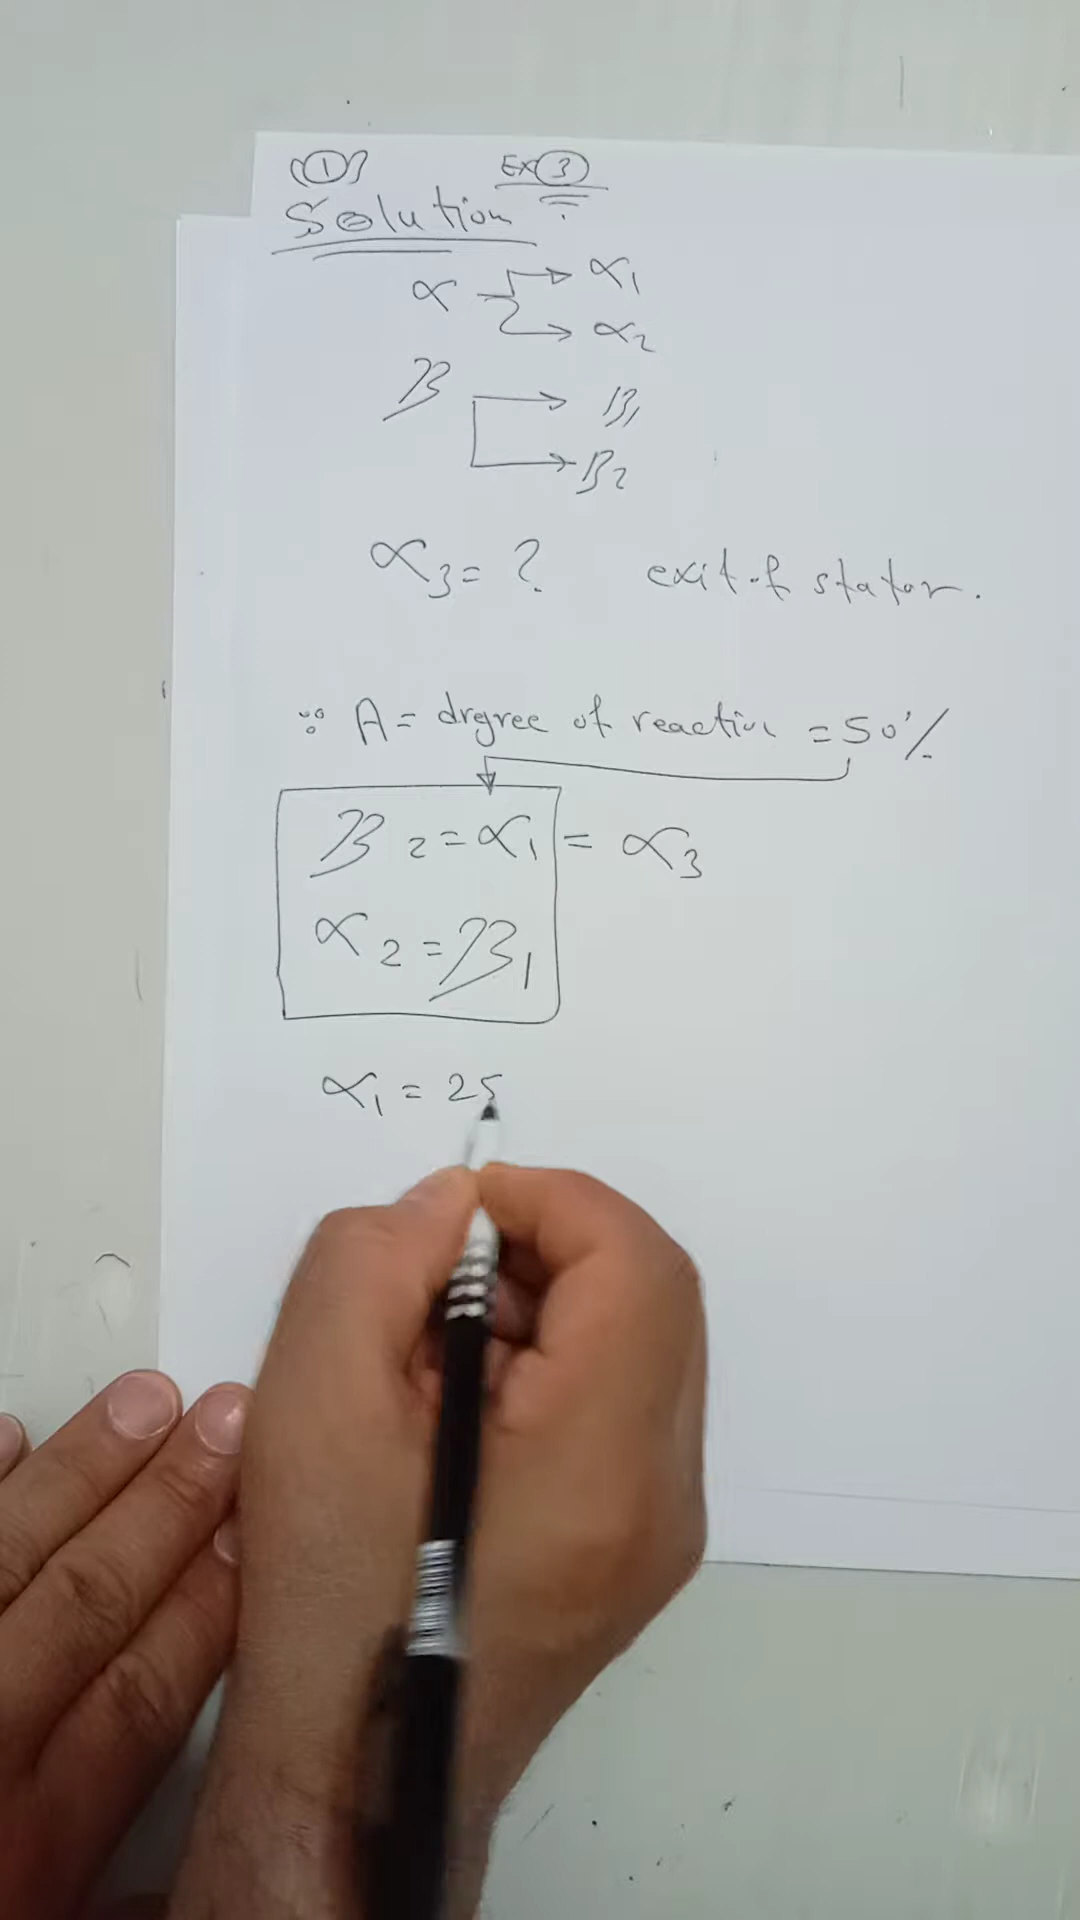 (1) Ex 3
Solution
α → α1
→ α2
β → β1
→ β2
α3 = ? exit of stator.
∵ Λ = drgree of reaction = 50%
β2 = α1 = α3
α2 = β1
α1 = 25